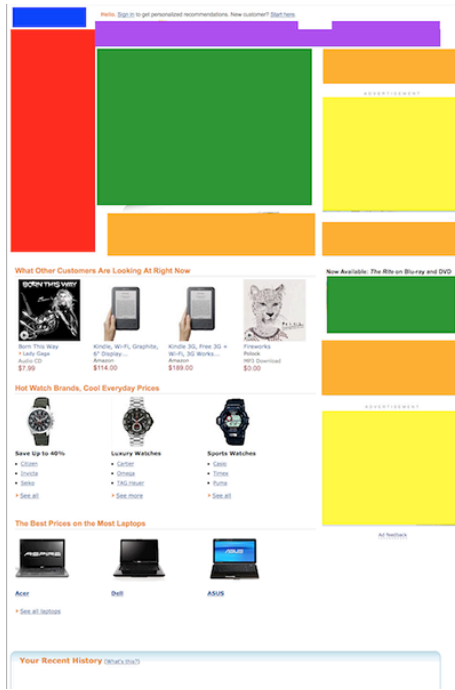 Hello. Sign in to get personalized recommendations. New customer? Start here.
ADVERTISEMENT
What Other Customers Are Looking At Right Now
BORN THIS WAY
Born This Way
Lady Gaga
Audio CD
$7.99
Kindle, Wi-Fi, Graphite,
6" Display...
Amazon
$114.00
Kindle 3G, Free 3G +
Wi-Fi, 3G Works...
Amazon
$189.00
Fireworks
MP3 Download
$0.00
Now Available: The Rite on Blu-ray and DVD
Hot Watch Brands, Cool Everyday Prices
Save Up to 40%
Citizen
Invicta
Seiko
See all
Luxury Watches
Cartier
Omega
TAG Heuer
See more
Sports Watches
Casio
Timex
Puma
See all
ADVERTISEMENT
Ad feedback
The Best Prices on the Most Laptops
ASPIRE
Acer
Dell
ASUS
ASUS
See all laptops
Your Recent History (What's this?)